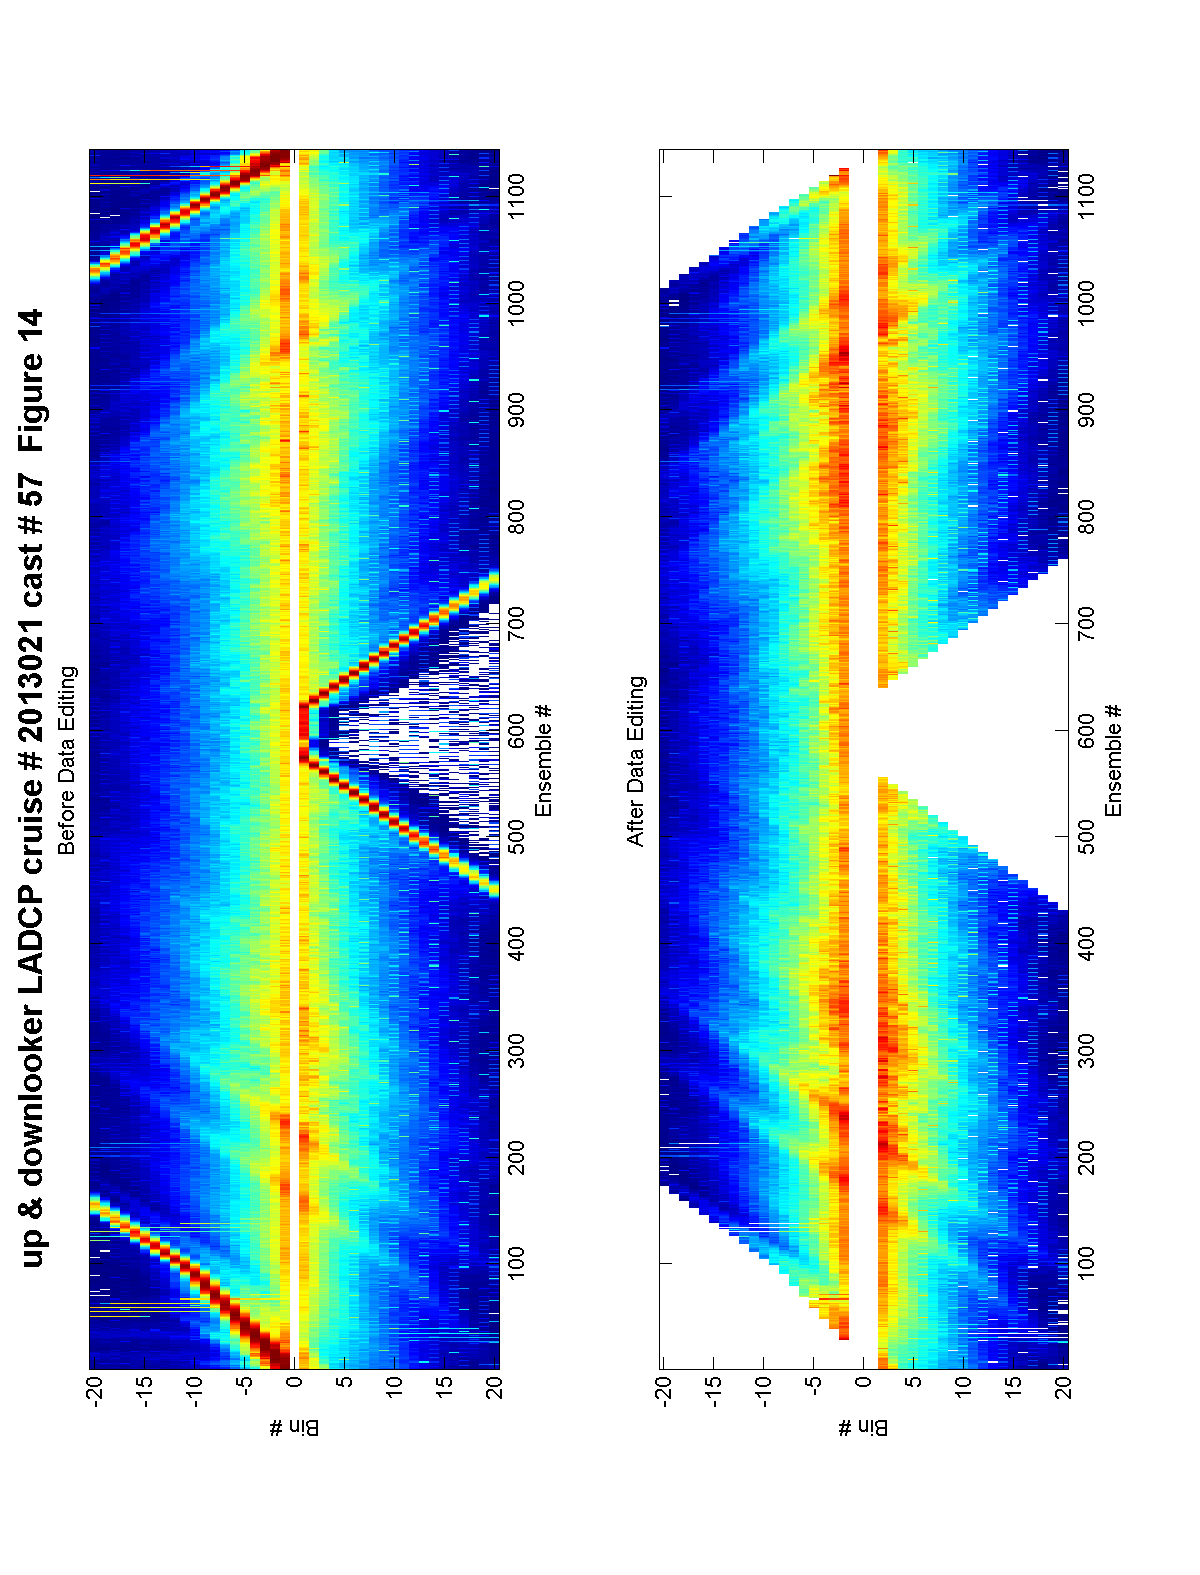 up & downlooker LADCP cruise # 2013021 cast # 57 Figure 14
Before Data Editing
-20
-15
-10
-5
0
5
10
15
20
Bin #
100 200 300 400 500 600 700 800 900 1000 1100
Ensemble #
After Data Editing
-20
-15
-10
-5
0
5
10
15
20
Bin #
100 200 300 400 500 600 700 800 900 1000 1100
Ensemble #